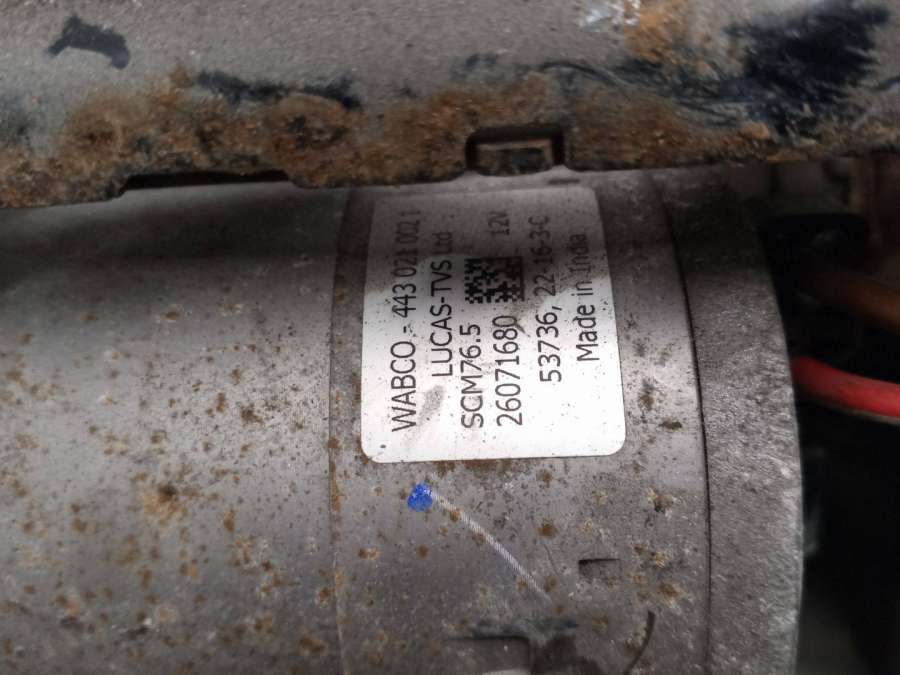 WABCO - 443 021 002 1
LUCAS-TVS Ltd
SCM76.5
26071680 12V
53736, 22-16-3-C
Made in India